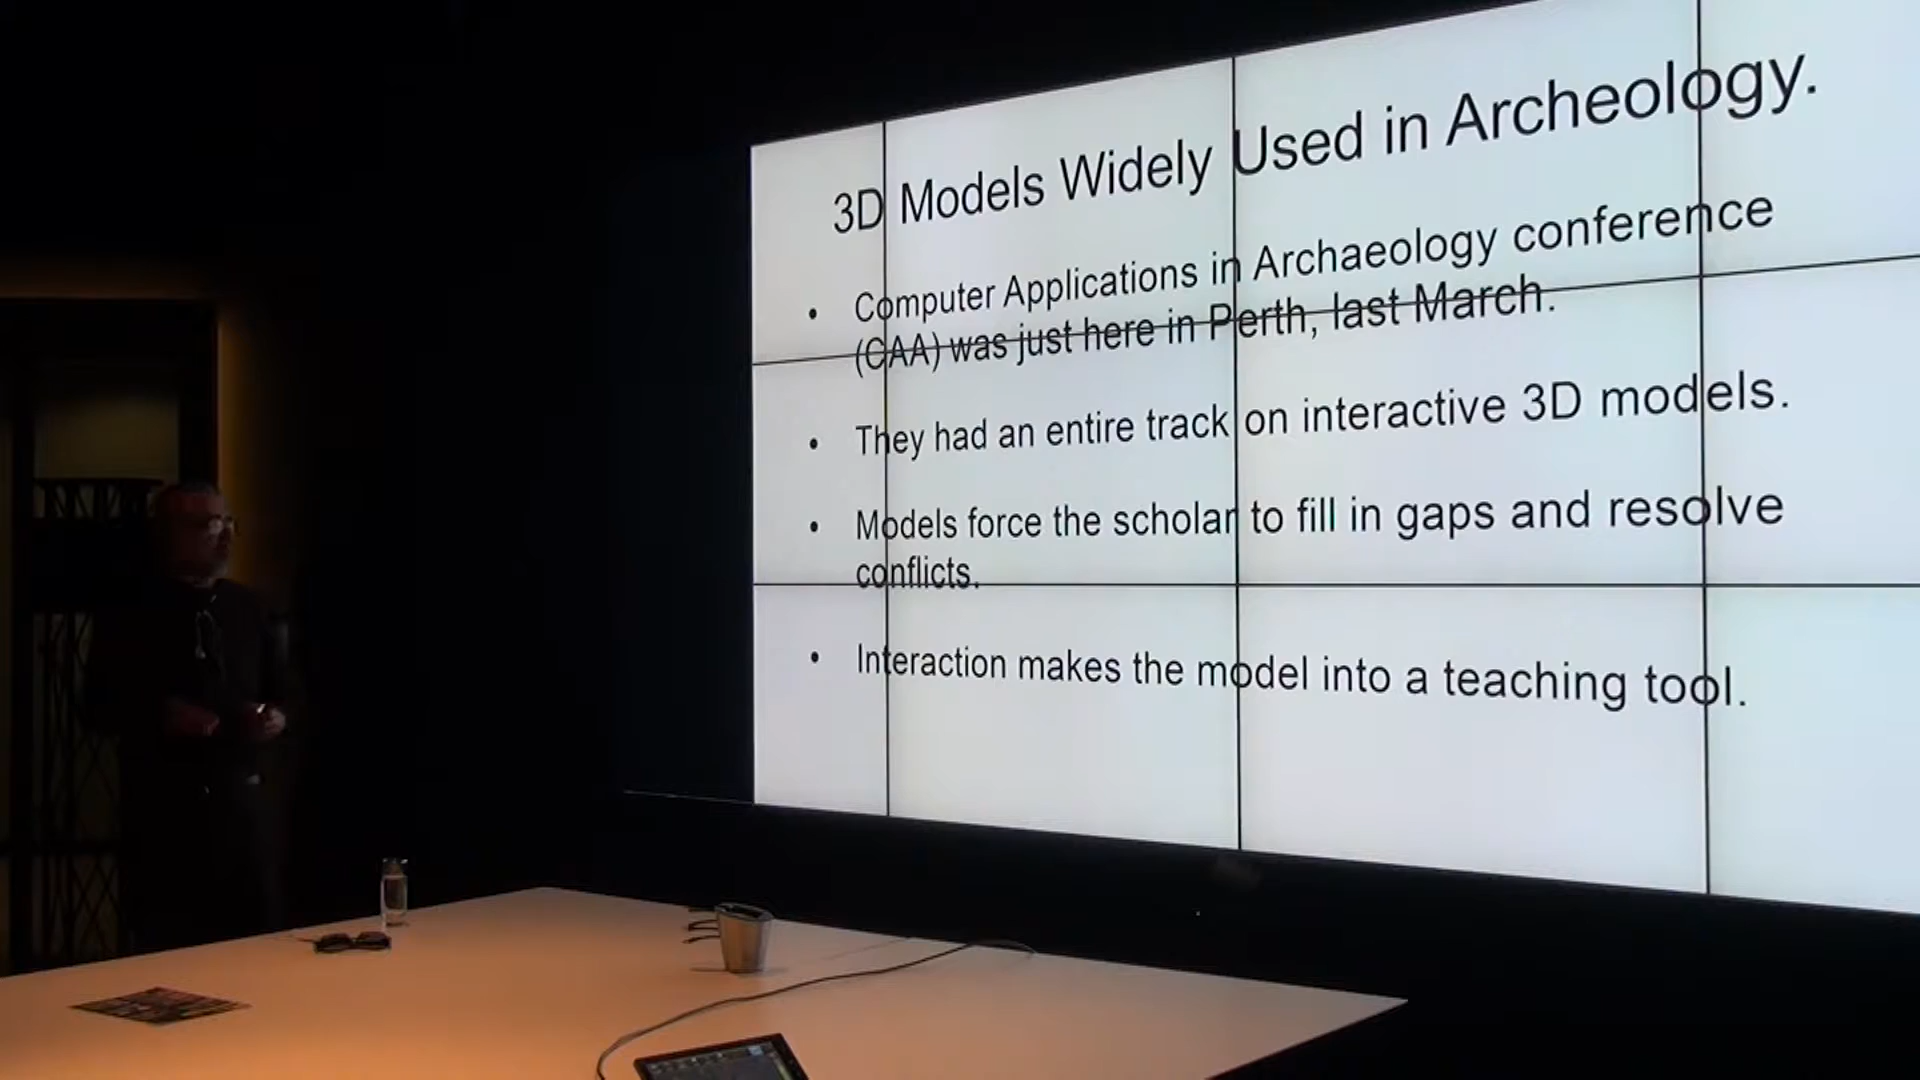 3D Models Widely Used in Archeology.
• Computer Applications in Archaeology conference
(CAA) was just here in Perth, last March.
• They had an entire track on interactive 3D models.
• Models force the scholar to fill in gaps and resolve
conflicts.
• Interaction makes the model into a teaching tool.